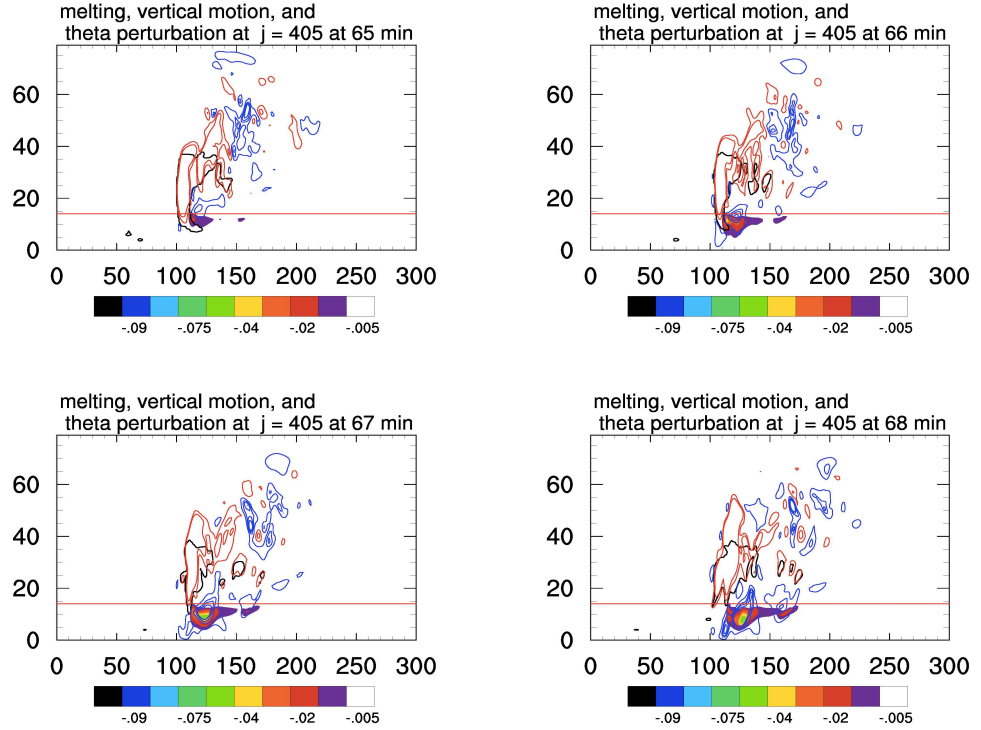 melting, vertical motion, and
theta perturbation at j = 405 at 65 min
60
40
20
0
0 50 100 150 200 250 300
-.09 -.075 -.04 -.02 -.005
melting, vertical motion, and
theta perturbation at j = 405 at 66 min
60
40
20
0
0 50 100 150 200 250 300
-.09 -.075 -.04 -.02 -.005
melting, vertical motion, and
theta perturbation at j = 405 at 67 min
60
40
20
0
0 50 100 150 200 250 300
-.09 -.075 -.04 -.02 -.005
melting, vertical motion, and
theta perturbation at j = 405 at 68 min
60
40
20
0
0 50 100 150 200 250 300
-.09 -.075 -.04 -.02 -.005